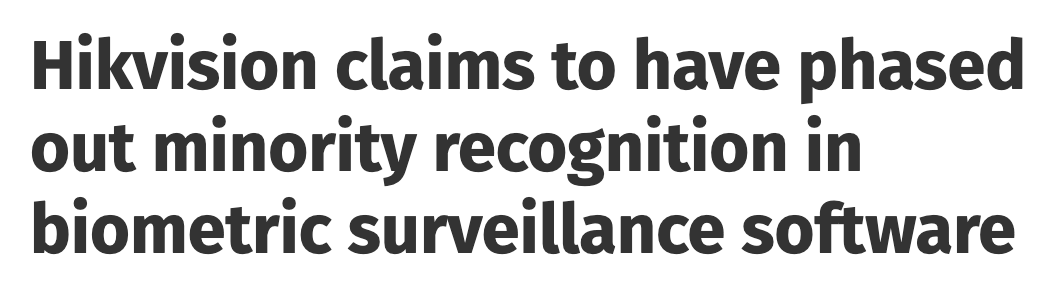 Hikvision claims to have phased
out minority recognition in
biometric surveillance software